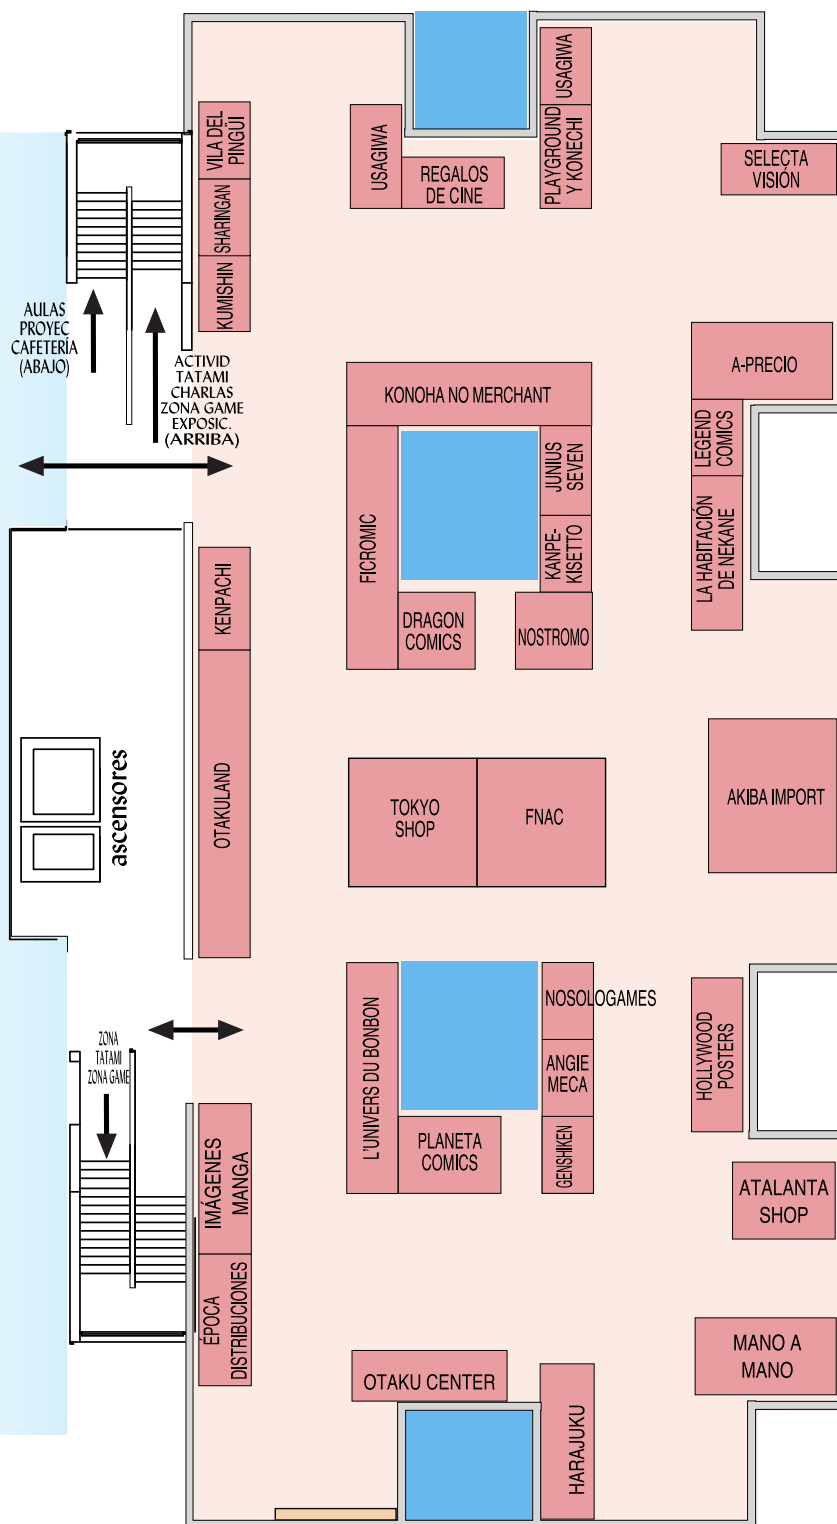 USAGIWA
VILA DEL
PINGÜI
USAGIWA
REGALOS
DE CINE
PLAYGROUND
Y KONECHI
SELECTA
VISIÓN
SHARINGAN
KUMISHIN
AULAS
PROYEC
CAFETERÍA
(ABAJO)
ACTIVID
TATAMI
CHARLAS
ZONA GAME
EXPOSIC.
(ARRIBA)
A-PRECIO
KONOHA NO MERCHANT
LEGEND
COMICS
JUNIUS
SEVEN
FICROMIC
KANPE-
KISETTO
LA HABITACIÓN
DE NEKANE
KENPACHI
DRAGON
COMICS
NOSTROMO
OTAKULAND
ascensores
TOKYO
SHOP
FNAC
AKIBA IMPORT
NOSOLOGAMES
L'UNIVERS DU BONBON
ANGIE
MECA
HOLLYWOOD
POSTERS
ZONA
TATAMI
ZONA GAME
PLANETA
COMICS
GENSHIKEN
IMÁGENES
MANGA
ATALANTA
SHOP
ÉPOCA
DISTRIBUCIONES
MANO A
MANO
OTAKU CENTER
HARAJUKU